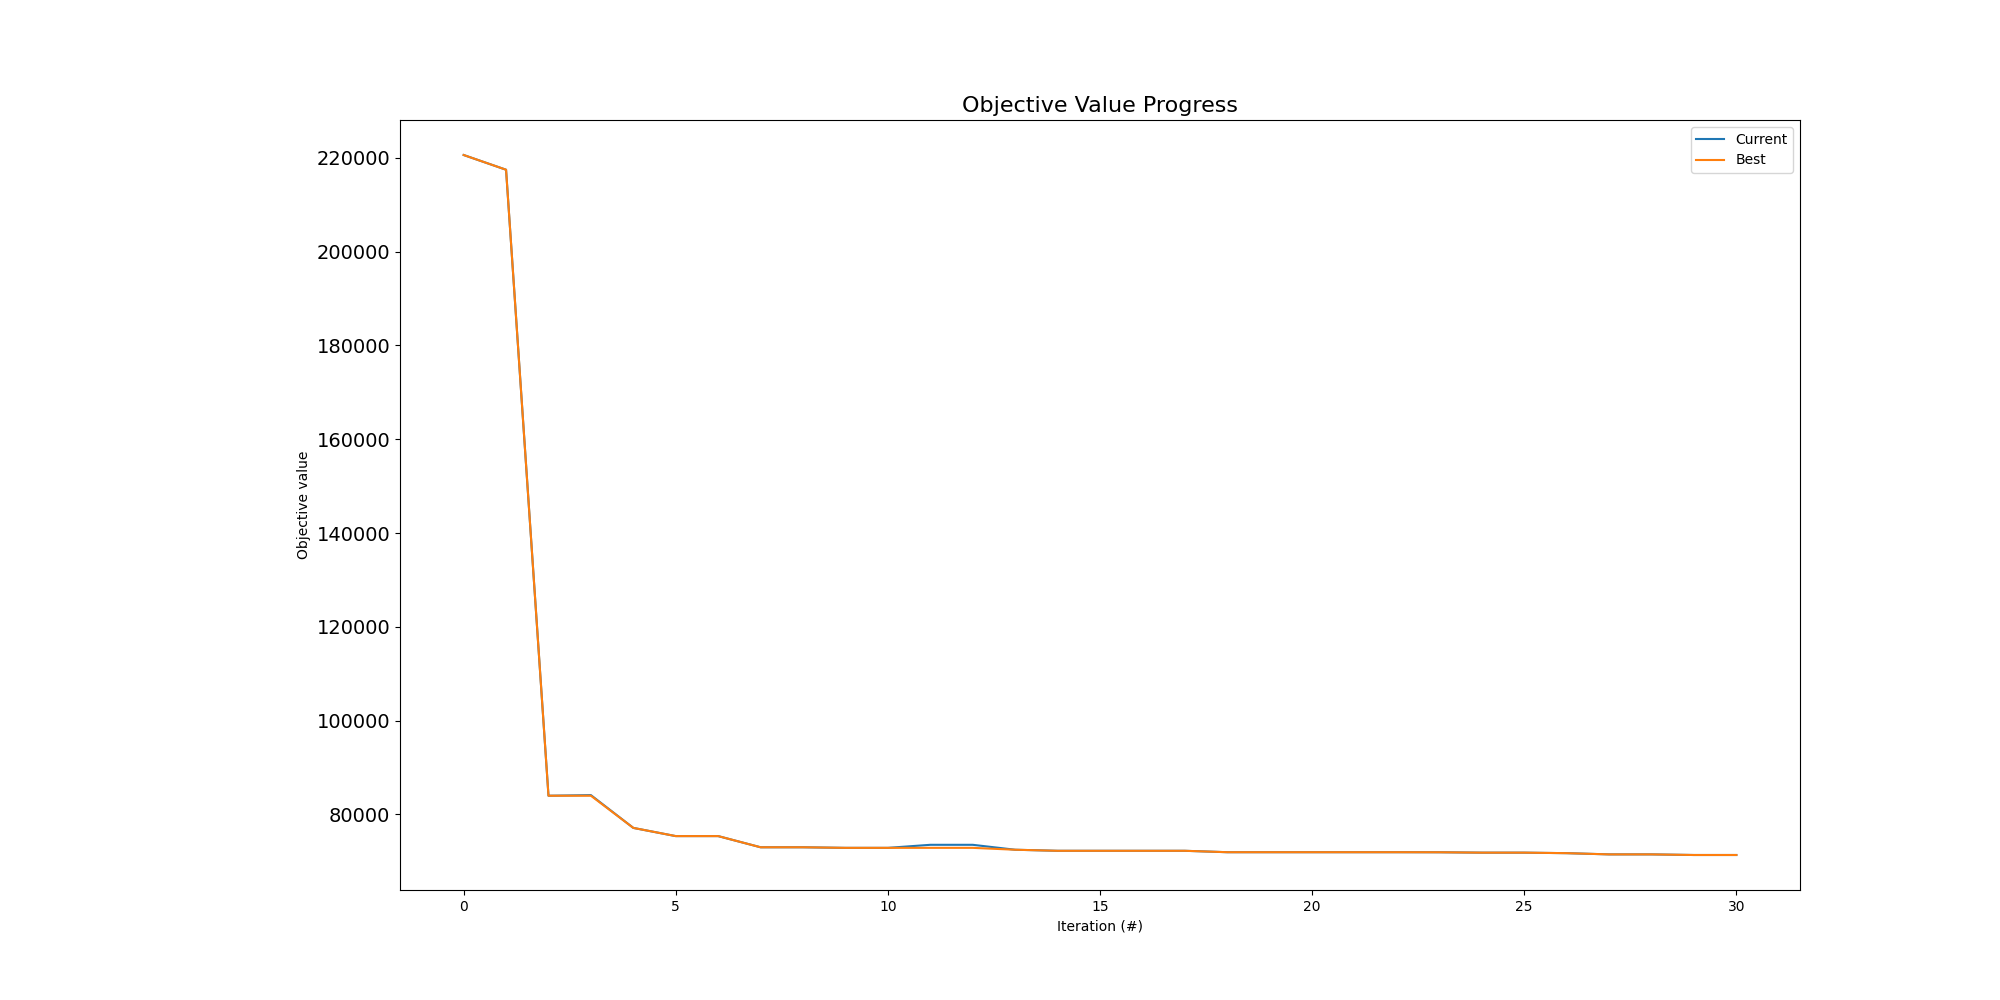 Objective Value Progress
Current
Best
220000
200000
180000
160000
140000
120000
100000
80000
Objective value
0 5 10 15 20 25 30
Iteration (#)